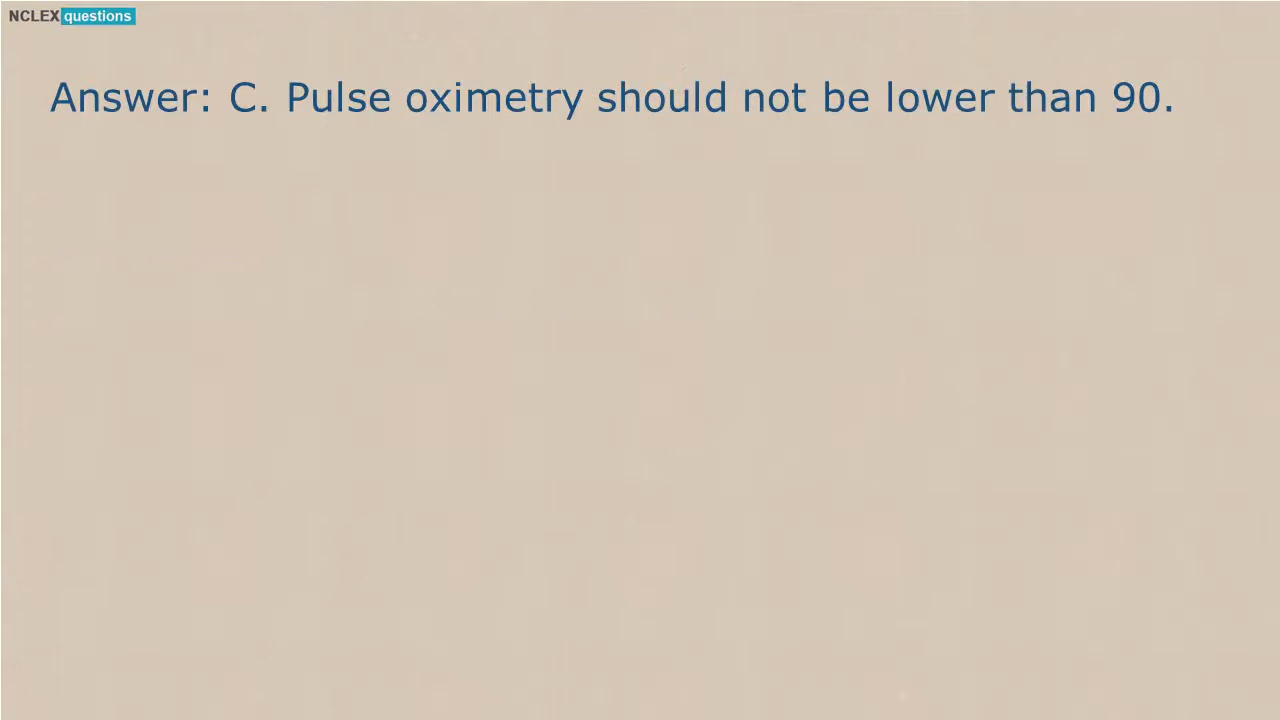 NCLEX questions
Answer: C. Pulse oximetry should not be lower than 90.